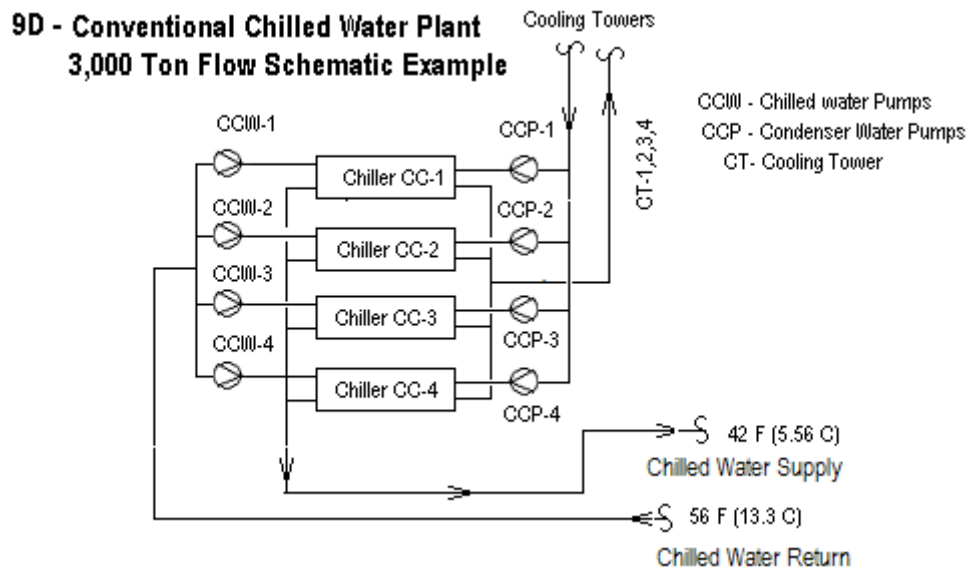 9D - Conventional Chilled Water Plant
3,000 Ton Flow Schematic Example
Cooling Towers
CCW - Chilled water Pumps
CCP - Condenser Water Pumps
CT- Cooling Tower
CT-1,2,3,4
CCW-1
CCP-1
Chiller CC-1
CCW-2
CCP-2
Chiller CC-2
CCW-3
Chiller CC-3
CCP-3
CCW-4
Chiller CC-4
CCP-4
42 F (5.56 C)
Chilled Water Supply
56 F (13.3 C)
Chilled Water Return